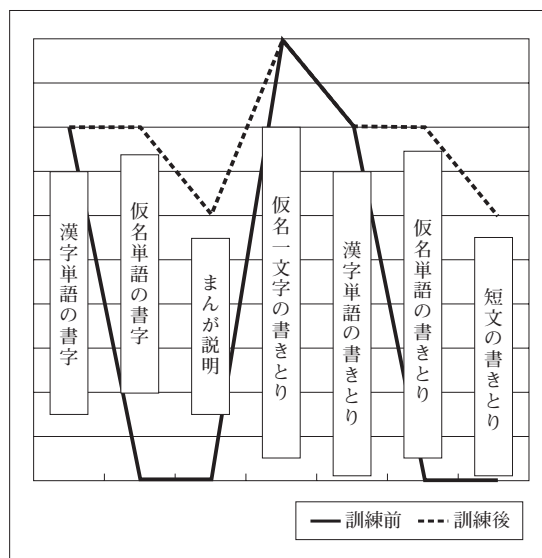 漢字単語の書字
仮名単語の書字
まんが説明
仮名一文字の書きとり
漢字単語の書きとり
仮名単語の書きとり
短文の書きとり
訓練前
訓練後